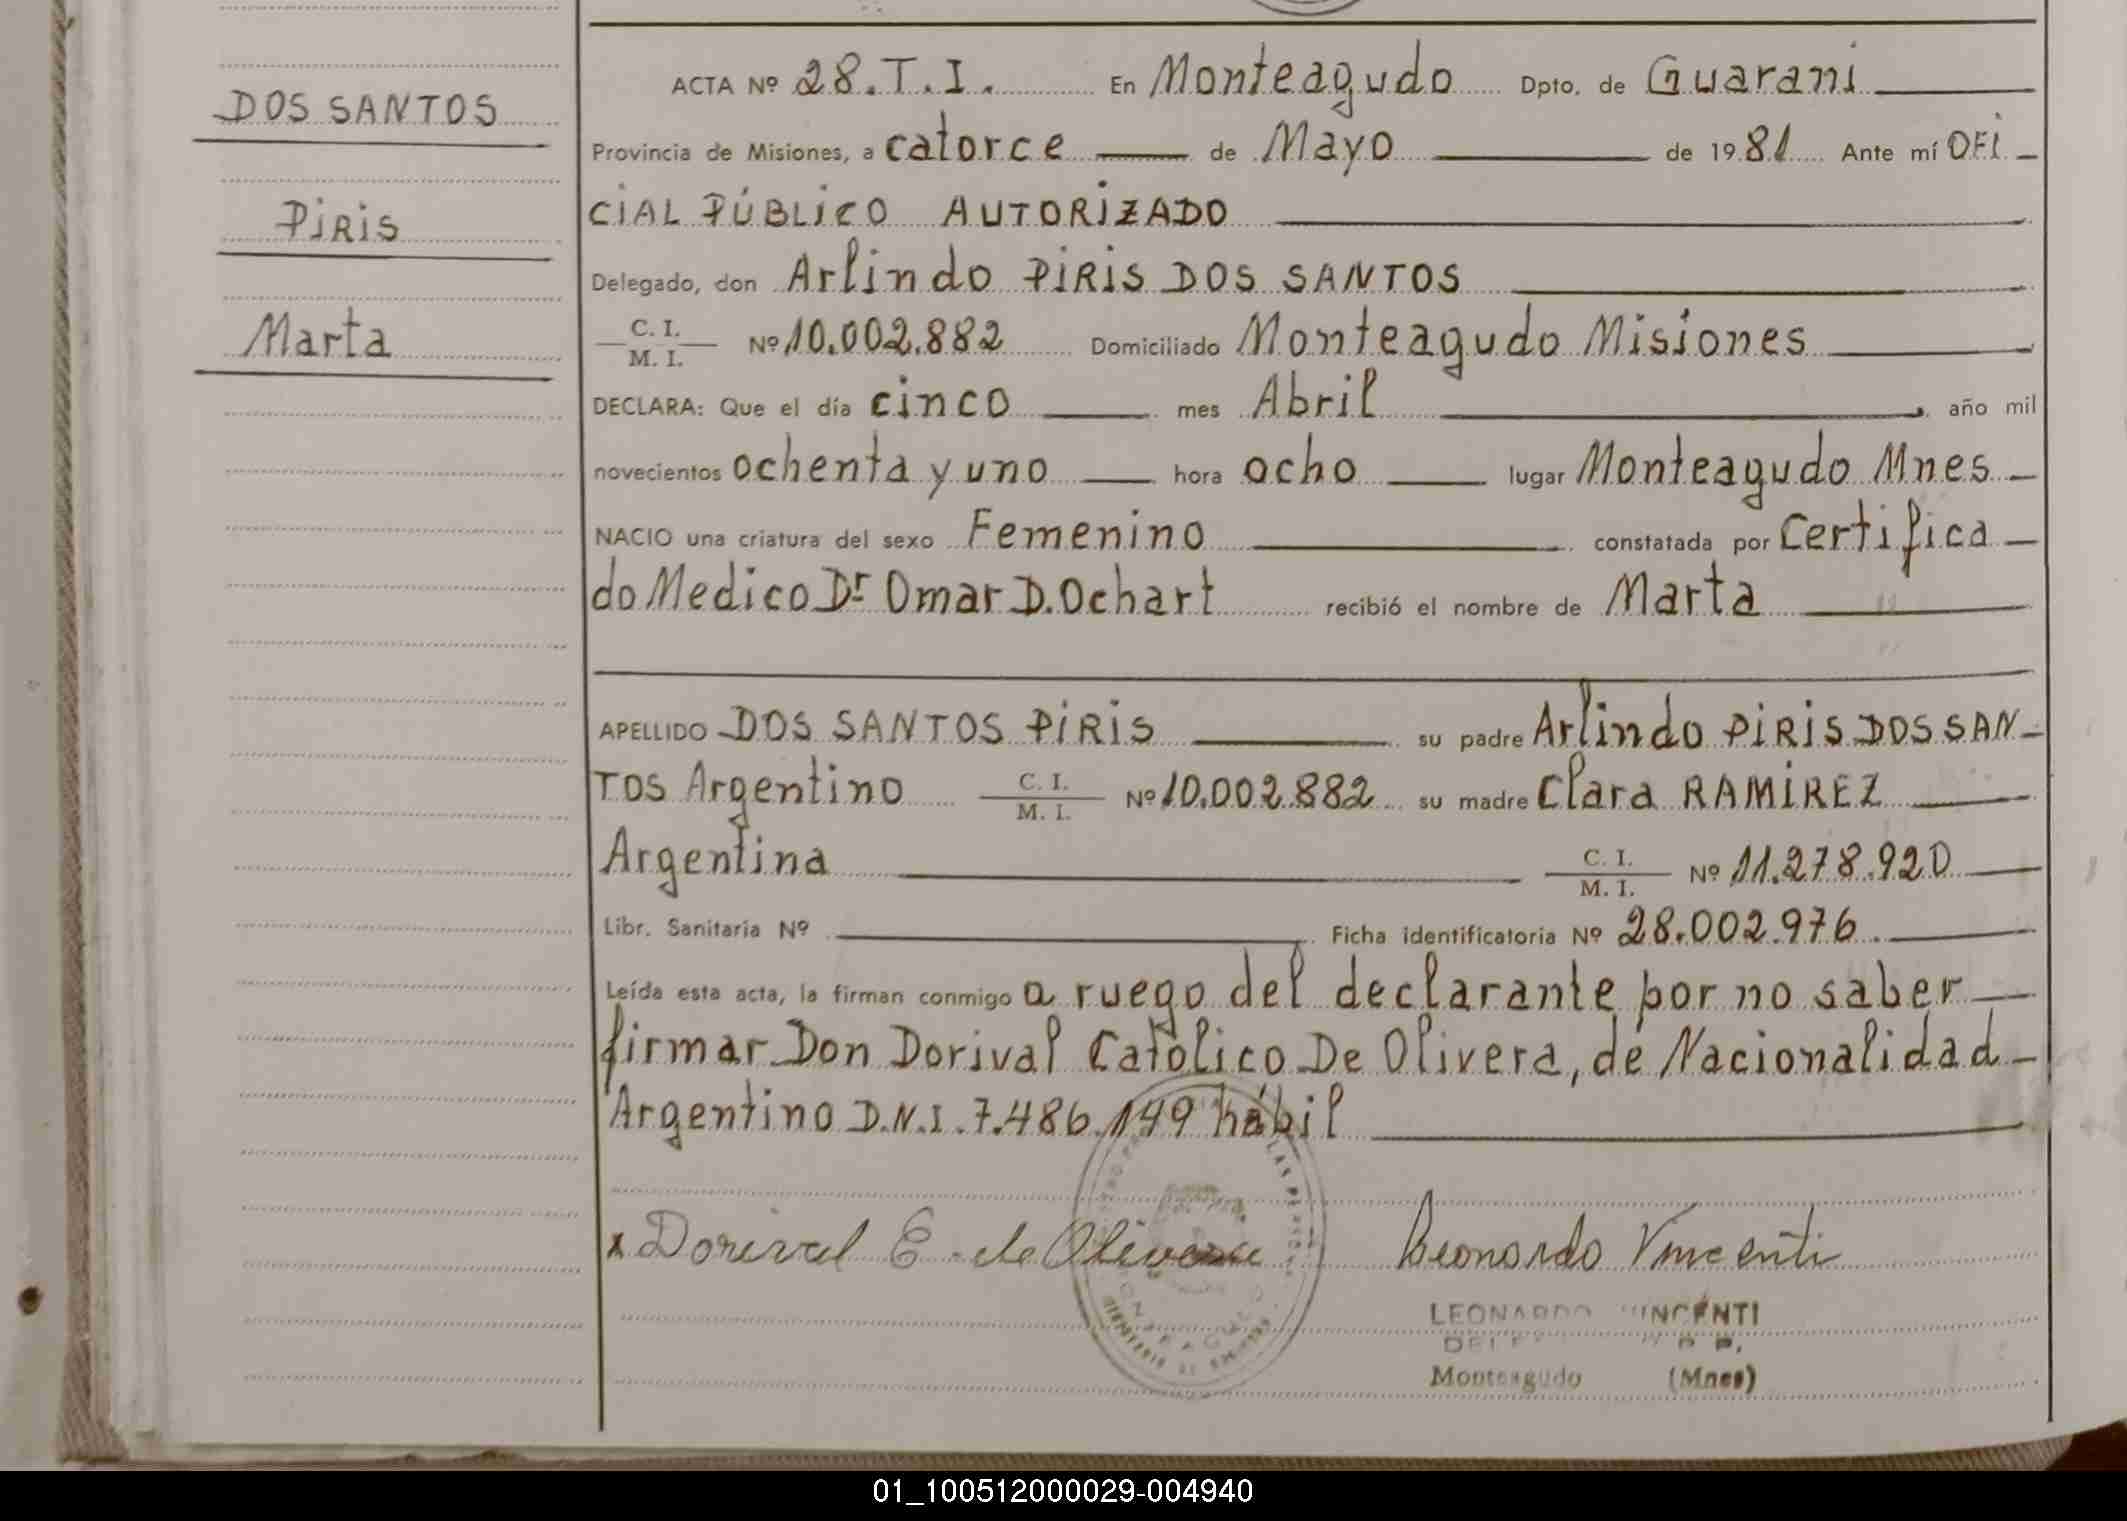 DOS SANTOS
PiRiS
Marta
ACTA Nº 28.T.I. En Monteagudo Dpto. de Guarani
Provincia de Misiones, a catorce de Mayo de 1981 Ante mí OFi
CiAL PÚBLiCO AUTORiZADO
Delegado, don Arlindo PiRiS DOS SANTOS
C. I.
M. I. Nº 10.002.882 Domiciliado Monteagudo Misiones
DECLARA: Que el día cinco mes Abril, año mil
novecientos ochenta y uno hora ocho lugar Monteagudo Mnes
NACIO una criatura del sexo Femenino constatada por Certifica
do Medico Dr Omar D. Ochart recibió el nombre de Marta
APELLIDO DOS SANTOS PiRiS su padre Arlindo PiRiS DOS SAN
TOS Argentino C. I. M. I. Nº 10.002.882 su madre Clara RAMiREZ
Argentina C. I. M. I. Nº 11.278.920
Libr. Sanitaria Nº Ficha identificatoria Nº 28.002.976
Leída esta acta, la firman conmigo a ruego del declarante por no saber
firmar Don Dorival Católico De Olivera, de Nacionalidad
Argentino D.N.I. 7.486.149 hábil
x Dorival E. de Olivera Leonardo Vincenti
LEONARDO VINCENTI
Monteagudo (Mnes)
01_100512000029-004940